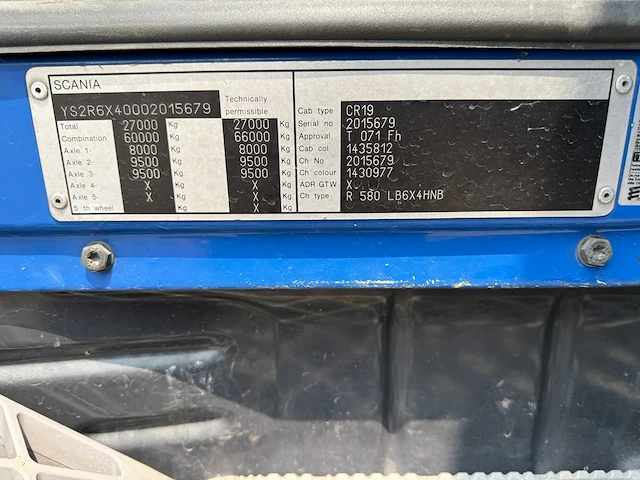 SCANIA
YS2R6X40002015679
Technically
permissible
Total 27000 Kg 27000 Kg
Combination 60000 Kg 66000 Kg
Axle 1- 8000 Kg 8000 Kg
Axle 2- 9500 Kg 9500 Kg
Axle .3- 9500 Kg 9500 Kg
Axle 4- X Kg X Kg
Axle 5- X Kg X Kg
5 th wheel Kg Kg
Cab type CR19
Serial no 2015679
Approval 1 071 Fh
Cab col 1435812
Ch No 2015679
Ch colour 1430977
ADR GTW X
Ch type R 580 LB6X4HNB